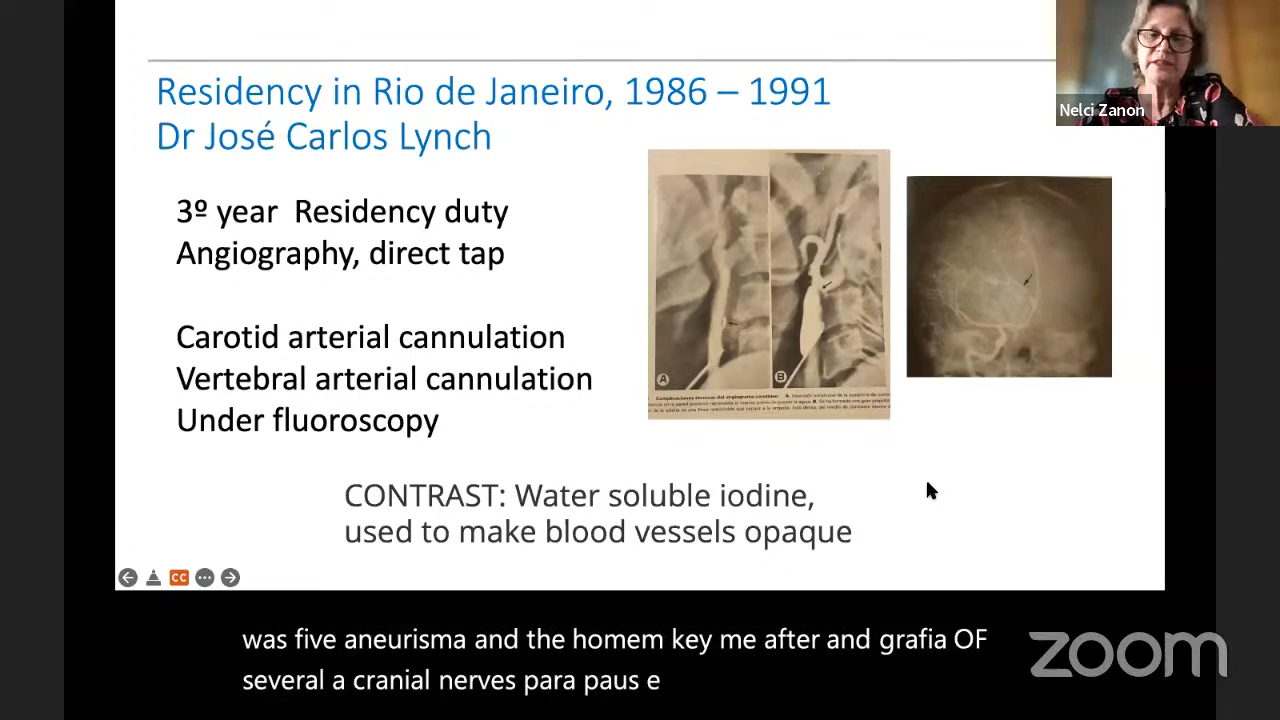 Residency in Rio de Janeiro, 1986 – 1991
Dr José Carlos Lynch
3º year Residency duty
Angiography, direct tap
Carotid arterial cannulation
Vertebral arterial cannulation
Under fluoroscopy
CONTRAST: Water soluble iodine,
used to make blood vessels opaque
A
B
Nelci Zanon
CC
was five aneurisma and the homem key me after and grafia OF
several a cranial nerves para paus e
zoom